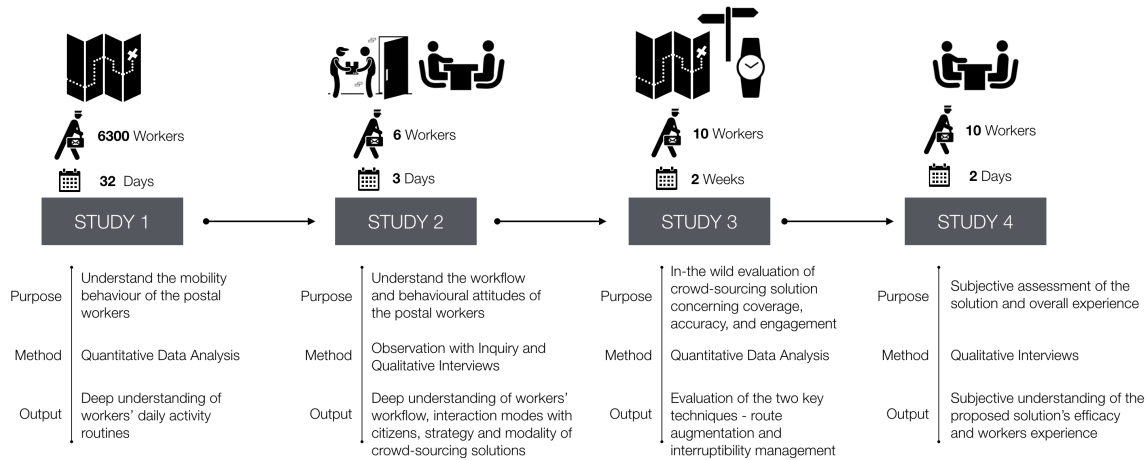 6300 Workers
32 Days
STUDY 1
Purpose
Understand the mobility
behaviour of the postal
workers
Method
Quantitative Data Analysis
Output
Deep understanding of
workers' daily activity
routines
6 Workers
3 Days
STUDY 2
Purpose
Understand the workflow
and behavioural attitudes of
the postal workers
Method
Observation with Inquiry and
Qualitative Interviews
Output
Deep understanding of workers'
workflow, interaction modes with
citizens, strategy and modality of
crowd-sourcing solutions
10 Workers
2 Weeks
STUDY 3
Purpose
In-the wild evaluation of
crowd-sourcing solution
concerning coverage,
accuracy, and engagement
Method
Quantitative Data Analysis
Output
Evaluation of the two key
techniques - route
augmentation and
interruptibility management
10 Workers
2 Days
STUDY 4
Purpose
Subjective assessment of the
solution and overall experience
Method
Qualitative Interviews
Output
Subjective understanding of the
proposed solution's efficacy
and workers experience